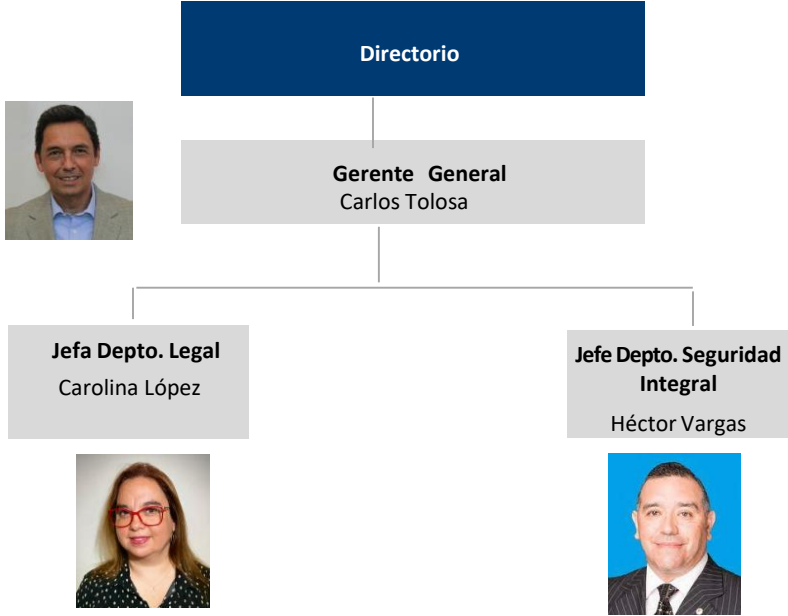 Directorio
Gerente General
Carlos Tolosa
Jefa Depto. Legal
Carolina López
Jefe Depto. Seguridad
Integral
Héctor Vargas